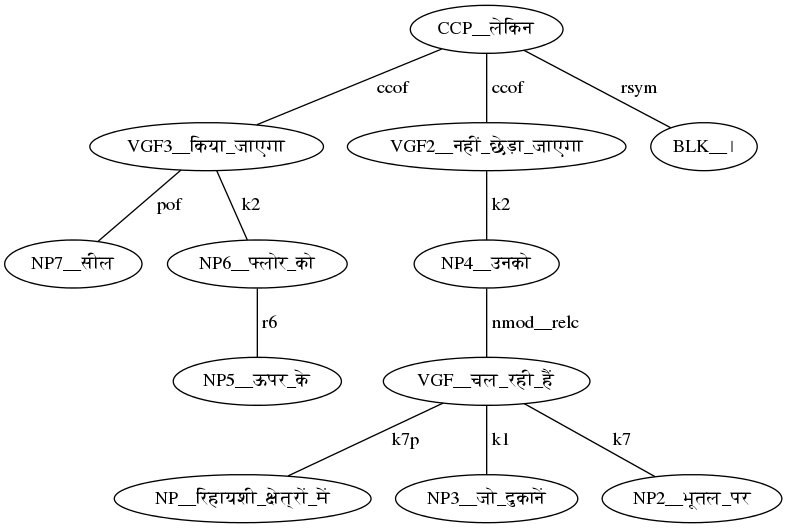 CCP__लेकिन
ccof ccof rsym
VGF3__किया_जाएगा VGF2__नहीं_छेड़ा_जाएगा BLK__।
pof k2 k2
NP7__सील NP6__फ्लोर_को NP4__उनको
r6 nmod__relc
NP5__ऊपर_के VGF__चल_रही_हैं
k7p k1 k7
NP__रिहायशी_क्षेत्रों_में NP3__जो_दुकानें NP2__भूतल_पर